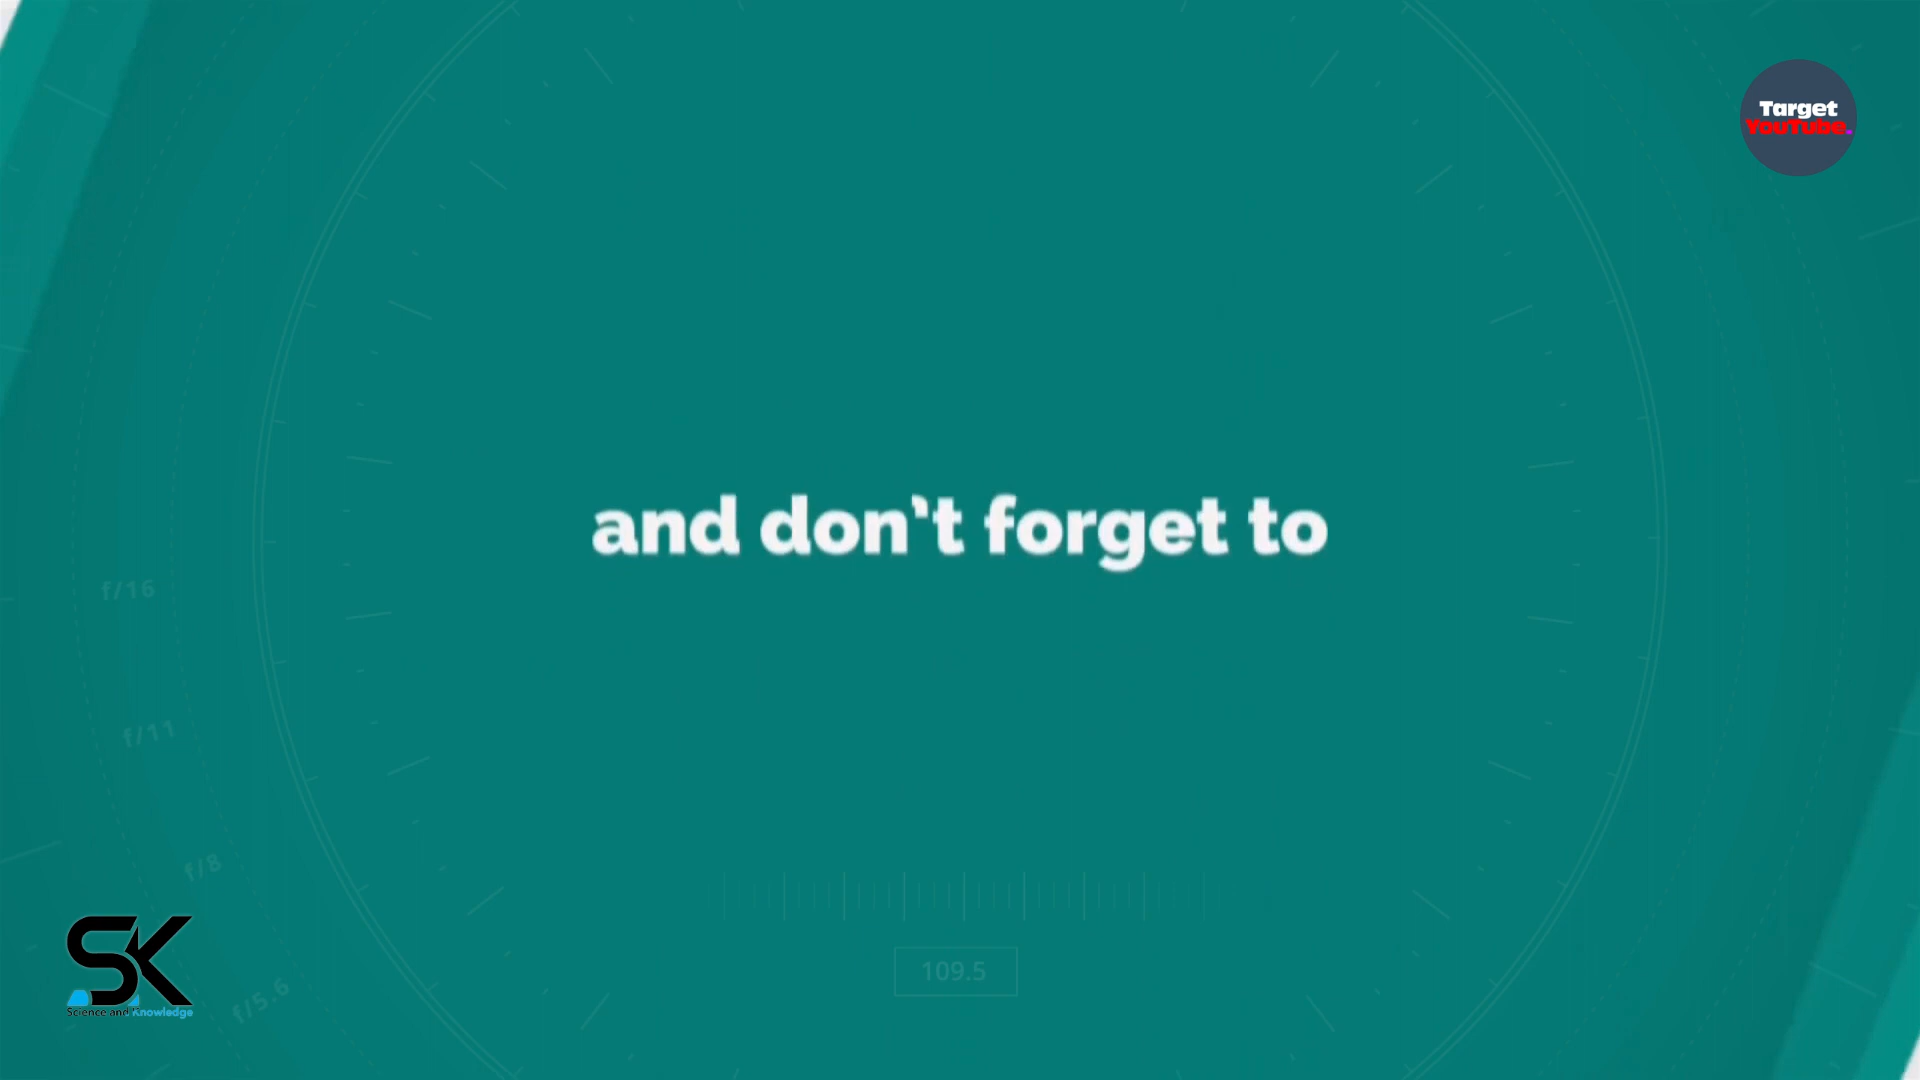 Target
YouTube.
and don't forget to
f/16
f/11
f/8
f/5.6
109.5
SK
Science and Knowledge